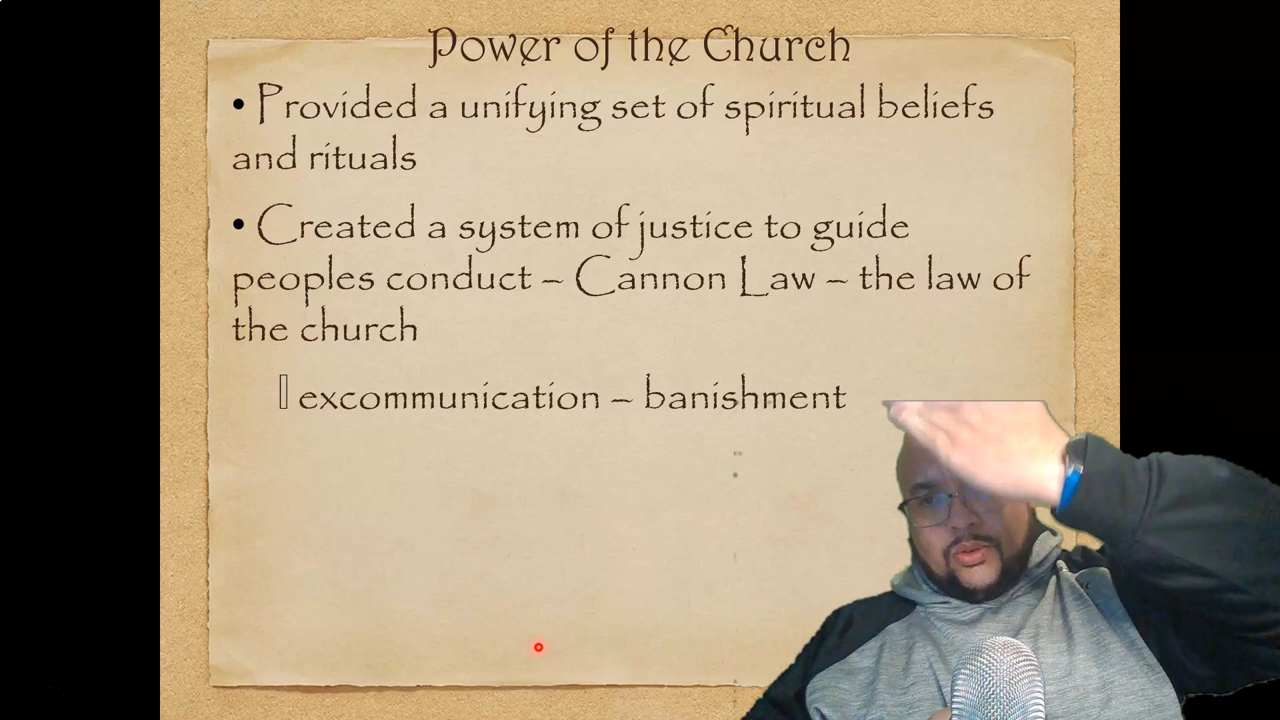 Power of the Church
• Provided a unifying set of spiritual beliefs
and rituals
• Created a system of justice to guide
peoples conduct – Cannon Law – the law of
the church
excommunication – banishment